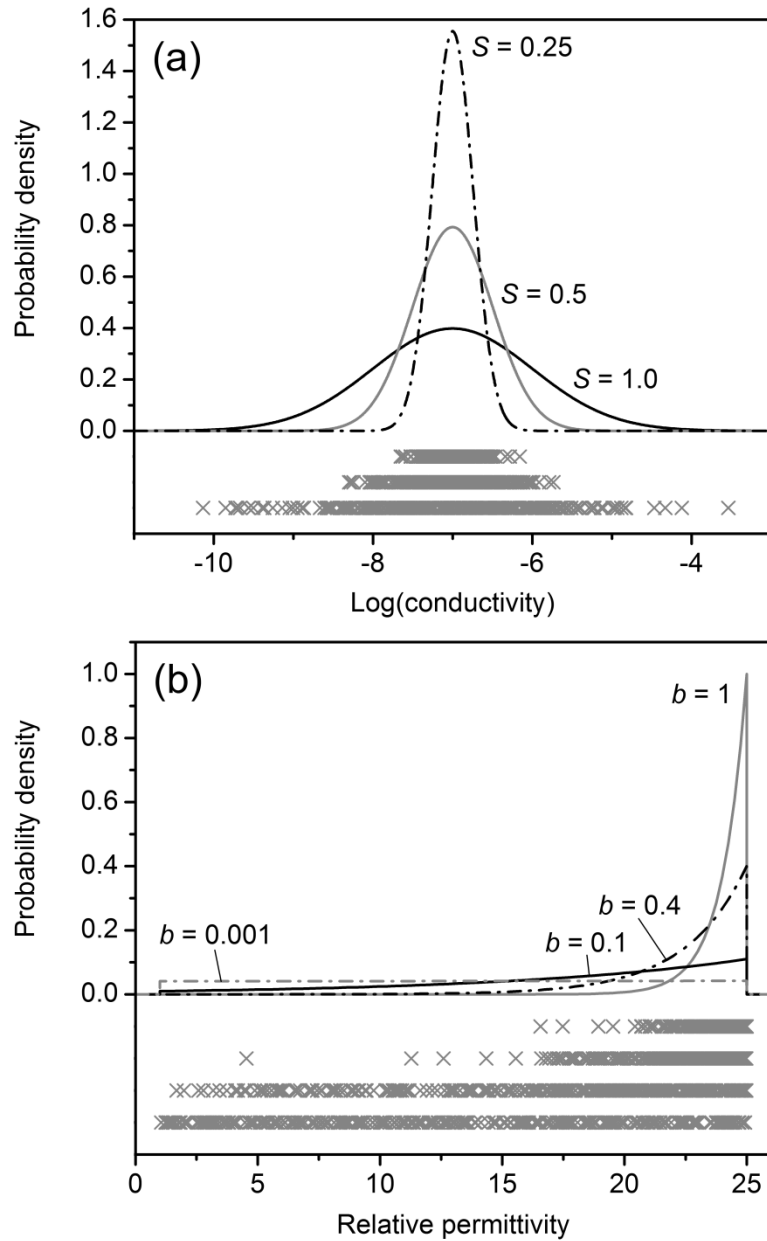 (a)
S = 0.25
S = 0.5
S = 1.0
Probability density
1.6
1.4
1.2
1.0
0.8
0.6
0.4
0.2
0.0
-10
-8
-6
-4
Log(conductivity)
(b)
b = 1
b = 0.4
b = 0.1
b = 0.001
Probability density
1.0
0.8
0.6
0.4
0.2
0.0
0
5
10
15
20
25
Relative permittivity